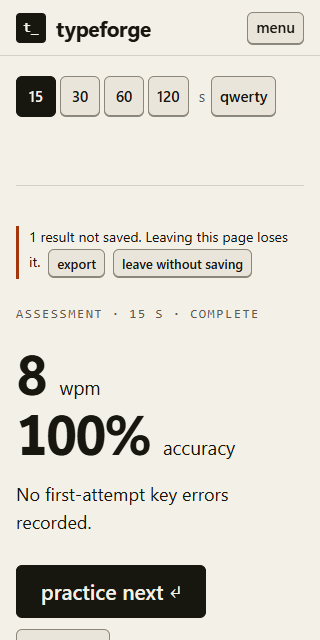 t_ typeforge menu
15 30 60 120 s qwerty
1 result not saved. Leaving this page loses
it. export leave without saving
ASSESSMENT · 15 S · COMPLETE
8 wpm
100% accuracy
No first-attempt key errors
recorded.
practice next ↵